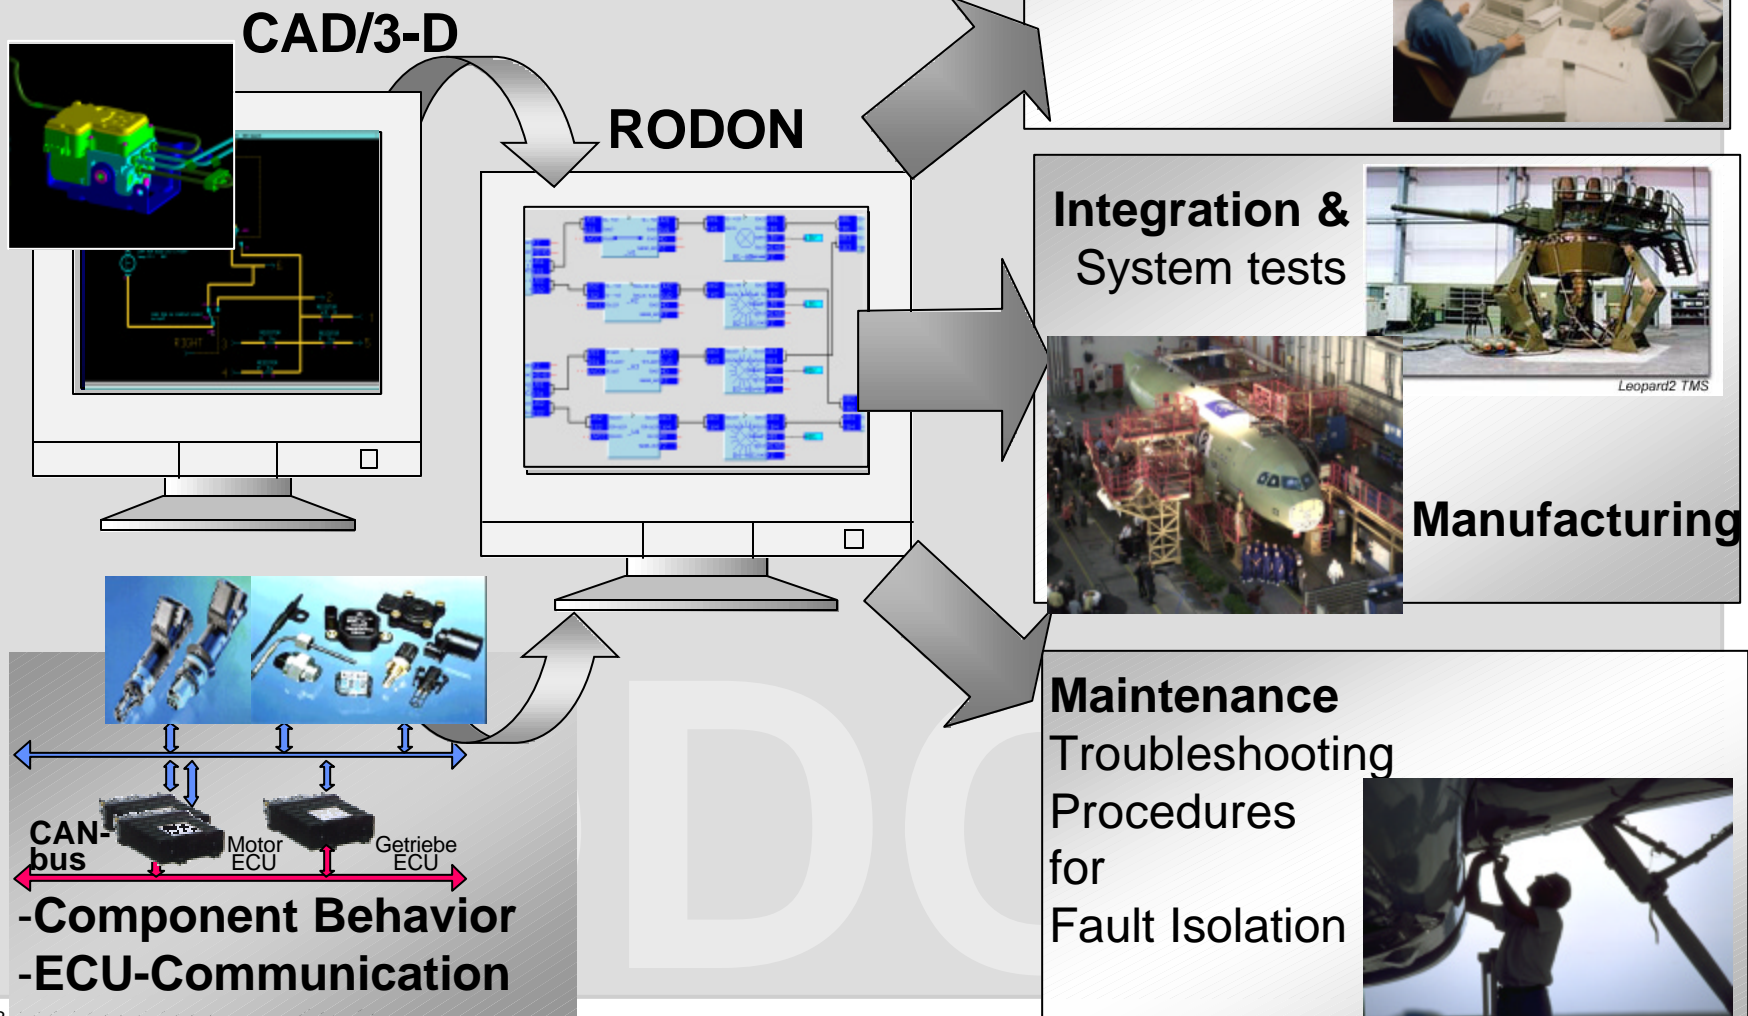 CAD/3-D
RODON
RIGHT
Integration &
System tests
Leopard2 TMS
Manufacturing
CAN-
bus
Motor
ECU
Getriebe
ECU
-Component Behavior
-ECU-Communication
Maintenance
Troubleshooting
Procedures
for
Fault Isolation